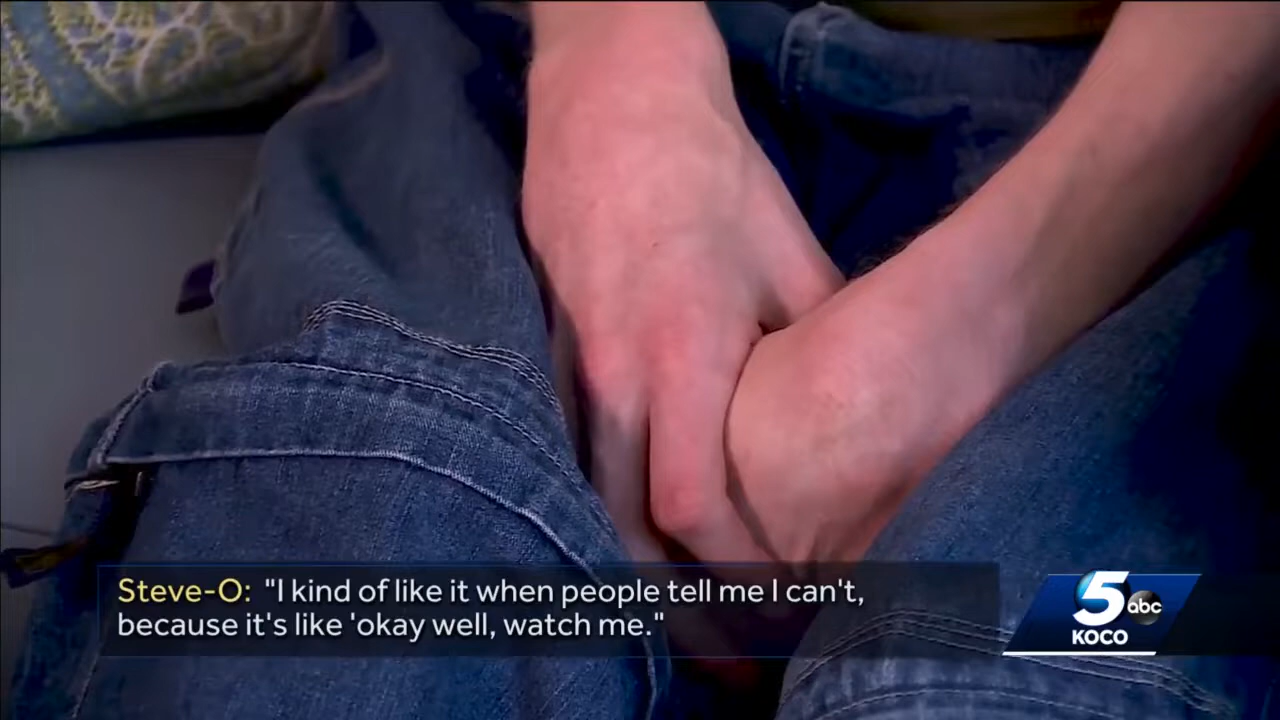 Steve-O: "I kind of like it when people tell me I can't,
because it's like 'okay well, watch me."
5
abc
KOCO